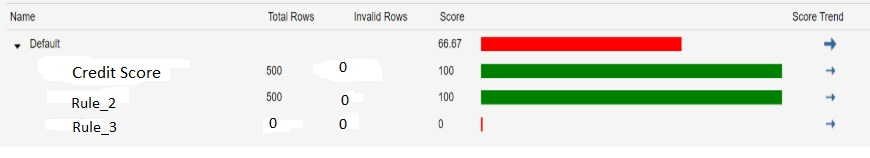 Name Total Rows Invalid Rows Score Score Trend
Default 66.67
Credit Score 500 0 100
Rule_2 500 0 100
Rule_3 0 0 0